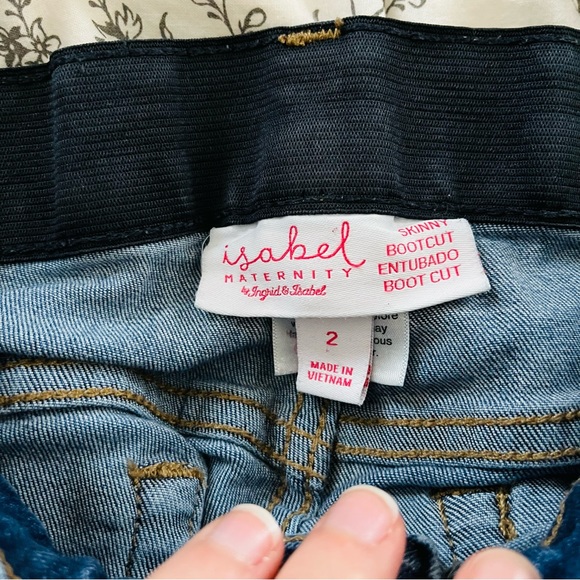 isabel
MATERNITY
by Ingrid & Isabel
SKINNY
BOOTCUT
ENTUBADO
BOOT CUT
2
MADE IN
VIETNAM